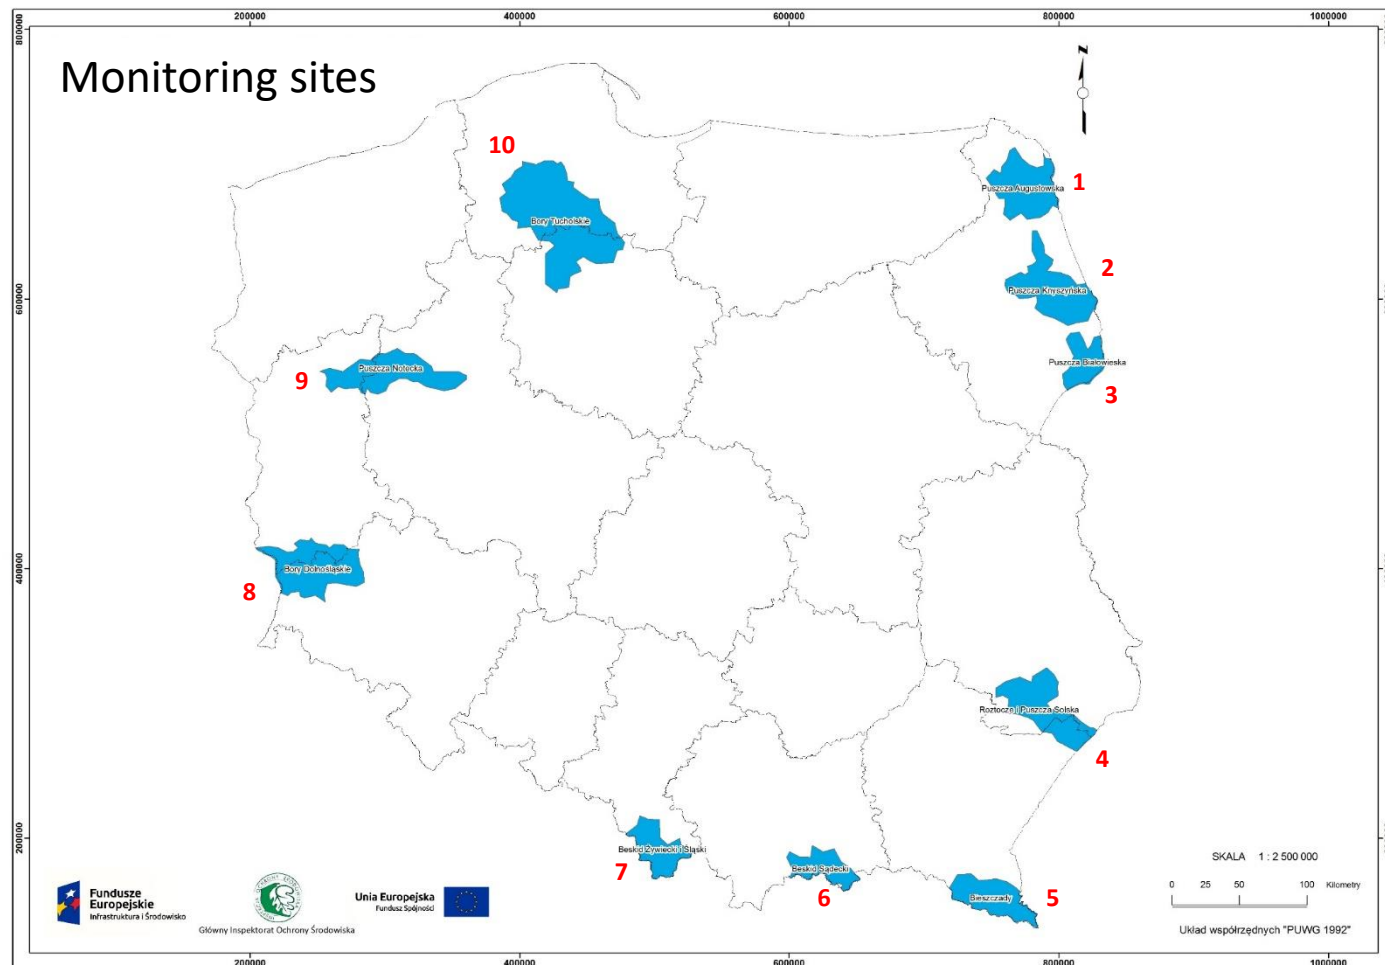 200000 400000 600000 800000 1000000
800000
Monitoring sites
Z
10
Bory Tucholskie
Puszcza Augustowska
1
2
Puszcza Knyszyńska
600000
Puszcza Białowieska
3
Puszcza Notecka
9
400000
Bory Dolnośląskie
8
Roztocze i Puszcza Solska
4
200000
Beskid Żywiecki i Śląski
7
Beskid Sądecki
6
Bieszczady
5
SKALA 1 : 2 500 000
0 25 50 100 Kilometry
Układ współrzędnych "PUWG 1992"
Fundusze
Europejskie
Infrastruktura i Środowisko
Główny Inspektorat Ochrony Środowiska
Unia Europejska
Fundusz Spójności
200000 400000 600000 800000 1000000